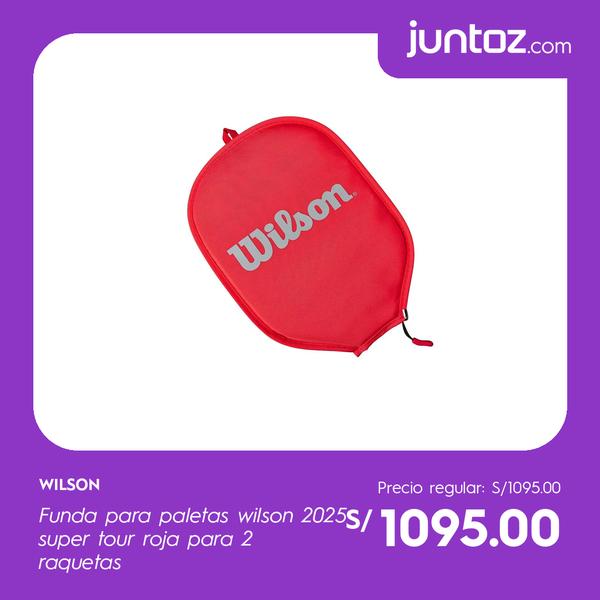 juntoz.com
Wilson
WILSON
Funda para paletas wilson 2025
super tour roja para 2
raquetas
Precio regular: S/1095.00
S/ 1095.00